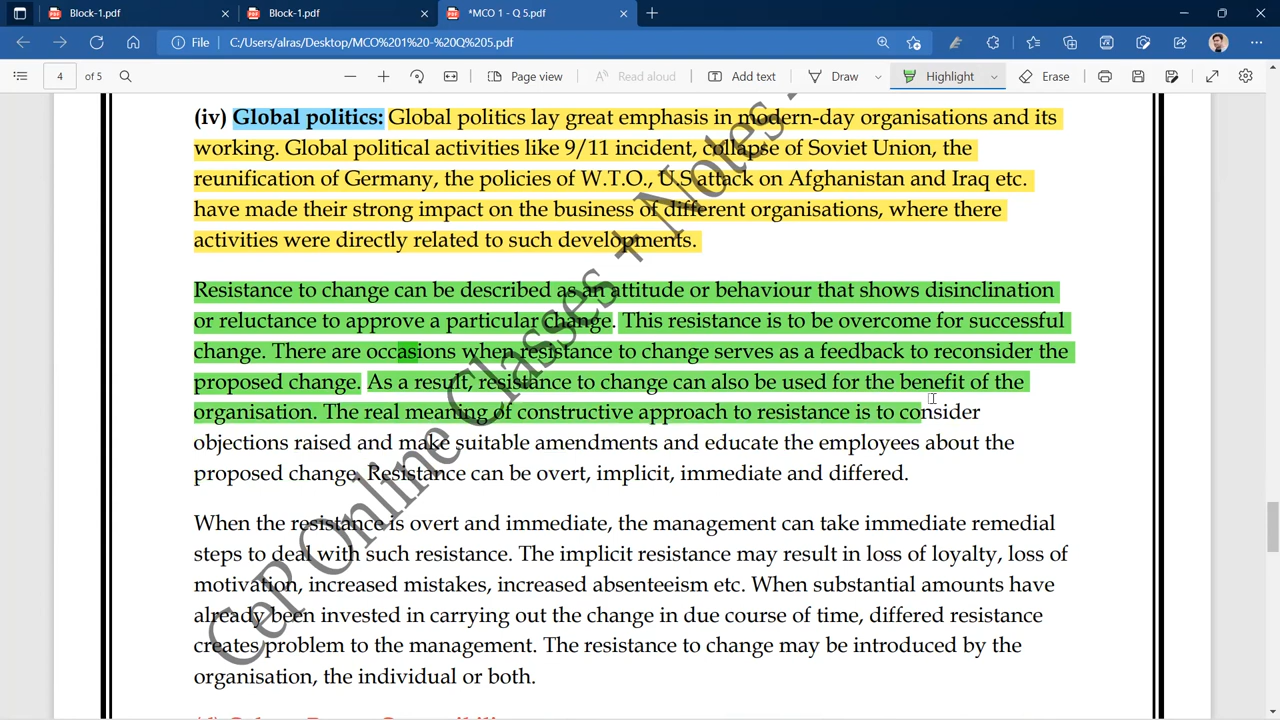 Block-1.pdf
Block-1.pdf
*MCO 1 - Q 5.pdf
File C:/Users/alras/Desktop/MCO%201%20-%20Q%205.pdf
4 of 5
Page view
Read aloud
Add text
Draw
Highlight
Erase
(iv) Global politics: Global politics lay great emphasis in modern-day organisations and its
working. Global political activities like 9/11 incident, collapse of Soviet Union, the
reunification of Germany, the policies of W.T.O., U.S attack on Afghanistan and Iraq etc.
have made their strong impact on the business of different organisations, where there
activities were directly related to such developments.
Resistance to change can be described as an attitude or behaviour that shows disinclination
or reluctance to approve a particular change. This resistance is to be overcome for successful
change. There are occasions when resistance to change serves as a feedback to reconsider the
proposed change. As a result, resistance to change can also be used for the benefit of the
organisation. The real meaning of constructive approach to resistance is to consider
objections raised and make suitable amendments and educate the employees about the
proposed change. Resistance can be overt, implicit, immediate and differed.
When the resistance is overt and immediate, the management can take immediate remedial
steps to deal with such resistance. The implicit resistance may result in loss of loyalty, loss of
motivation, increased mistakes, increased absenteeism etc. When substantial amounts have
already been invested in carrying out the change in due course of time, differed resistance
creates problem to the management. The resistance to change may be introduced by the
organisation, the individual or both.
CeP Online Classes + Notes